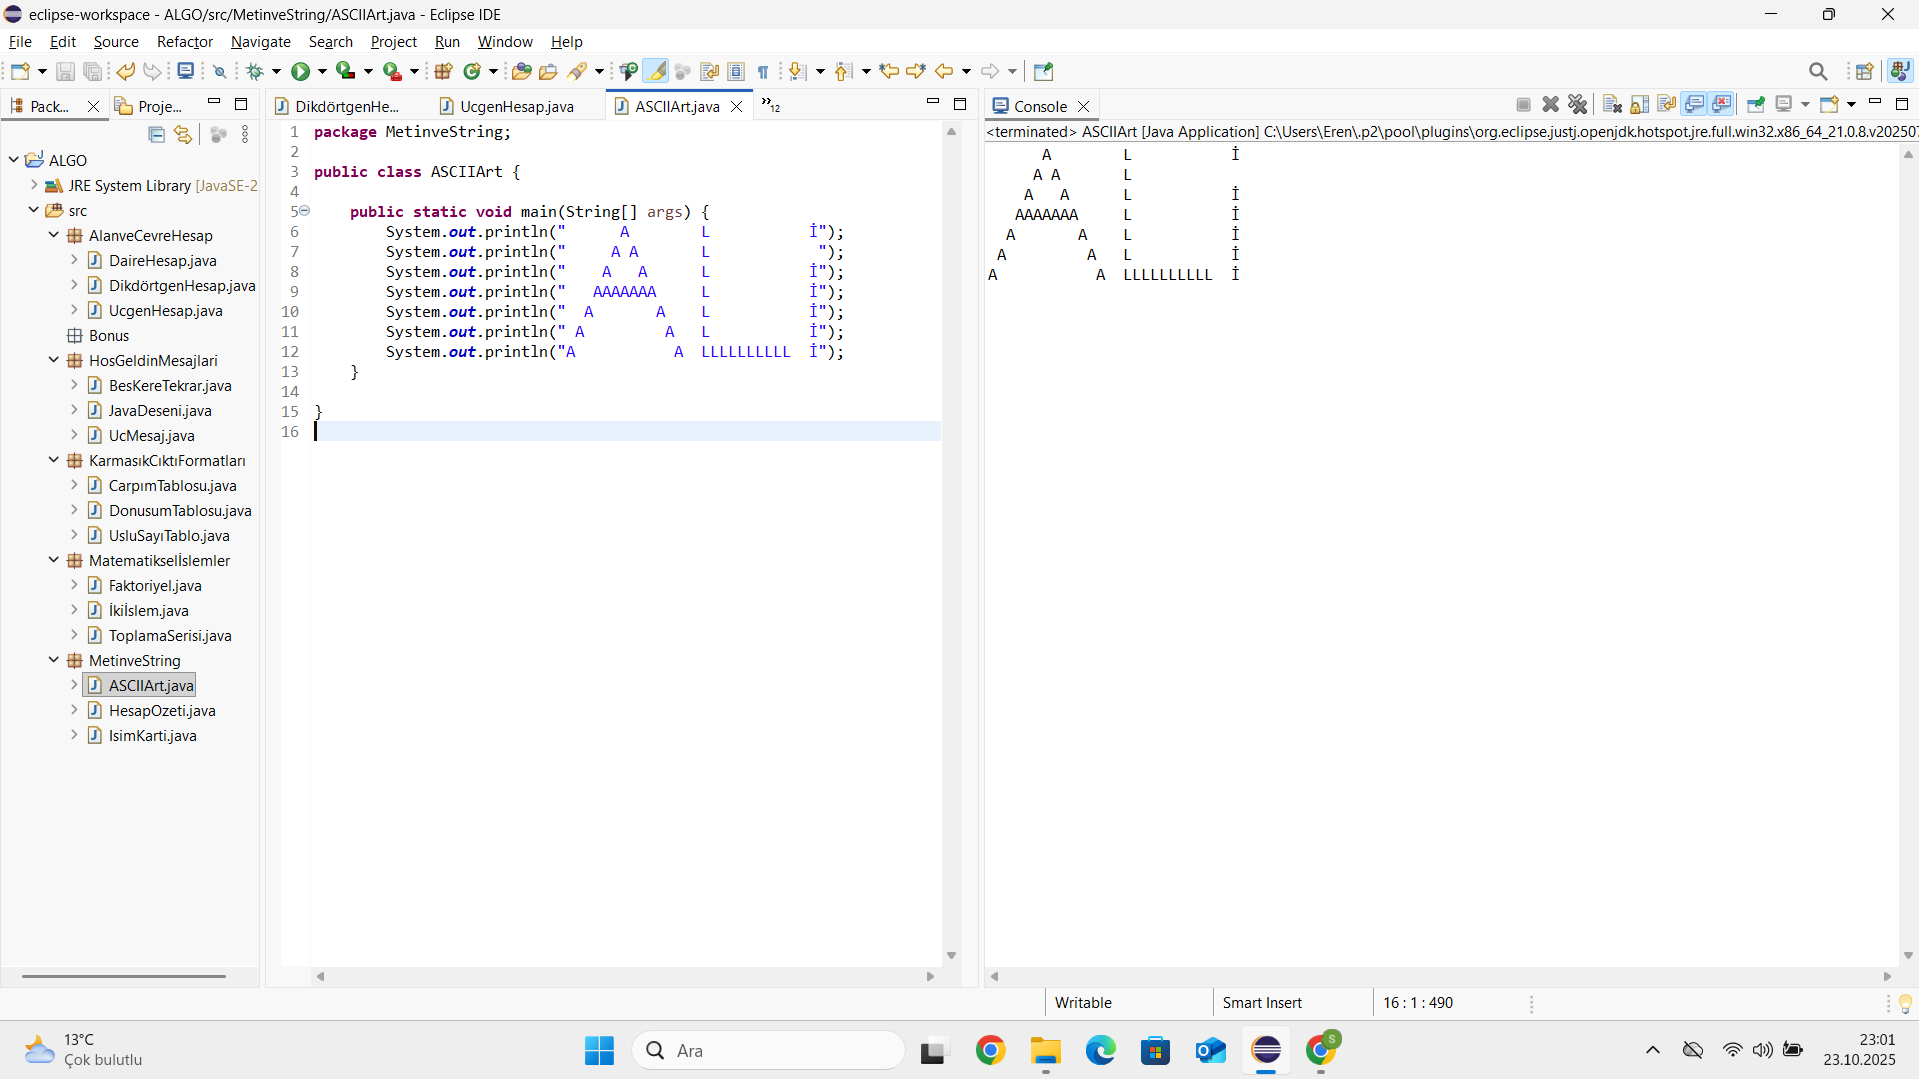 eclipse-workspace - ALGO/src/MetinveString/ASCIIArt.java - Eclipse IDE
File Edit Source Refactor Navigate Search Project Run Window Help
Pack... Proje...
ALGO
JRE System Library [JavaSE-2
src
AlanveCevreHesap
DaireHesap.java
DikdörtgenHesap.java
UcgenHesap.java
Bonus
HosGeldinMesajlari
BesKereTekrar.java
JavaDeseni.java
UcMesaj.java
KarmasıkCıktıFormatları
CarpımTablosu.java
DonusumTablosu.java
UsluSayıTablo.java
Matematikselİslemler
Faktoriyel.java
İkiİslem.java
ToplamaSerisi.java
MetinveString
ASCIIArt.java
HesapOzeti.java
IsimKarti.java
DikdörtgenHe... UcgenHesap.java ASCIIArt.java »12
1 package MetinveString;
2
3 public class ASCIIArt {
4
5     public static void main(String[] args) {
6         System.out.println("      A        L           İ");
7         System.out.println("     A A       L            ");
8         System.out.println("    A   A      L           İ");
9         System.out.println("   AAAAAAA     L           İ");
10         System.out.println("  A       A    L           İ");
11         System.out.println(" A         A   L           İ");
12         System.out.println("A           A  LLLLLLLLLL  İ");
13     }
14
15 }
16
Console
<terminated> ASCIIArt [Java Application] C:\Users\Eren\.p2\pool\plugins\org.eclipse.justj.openjdk.hotspot.jre.full.win32.x86_64_21.0.8.v20250
      A        L           İ
     A A       L
    A   A      L           İ
   AAAAAAA     L           İ
  A       A    L           İ
 A         A   L           İ
A           A  LLLLLLLLLL  İ
Writable Smart Insert 16 : 1 : 490
13°C
Çok bulutlu
Ara
S
23:01
23.10.2025